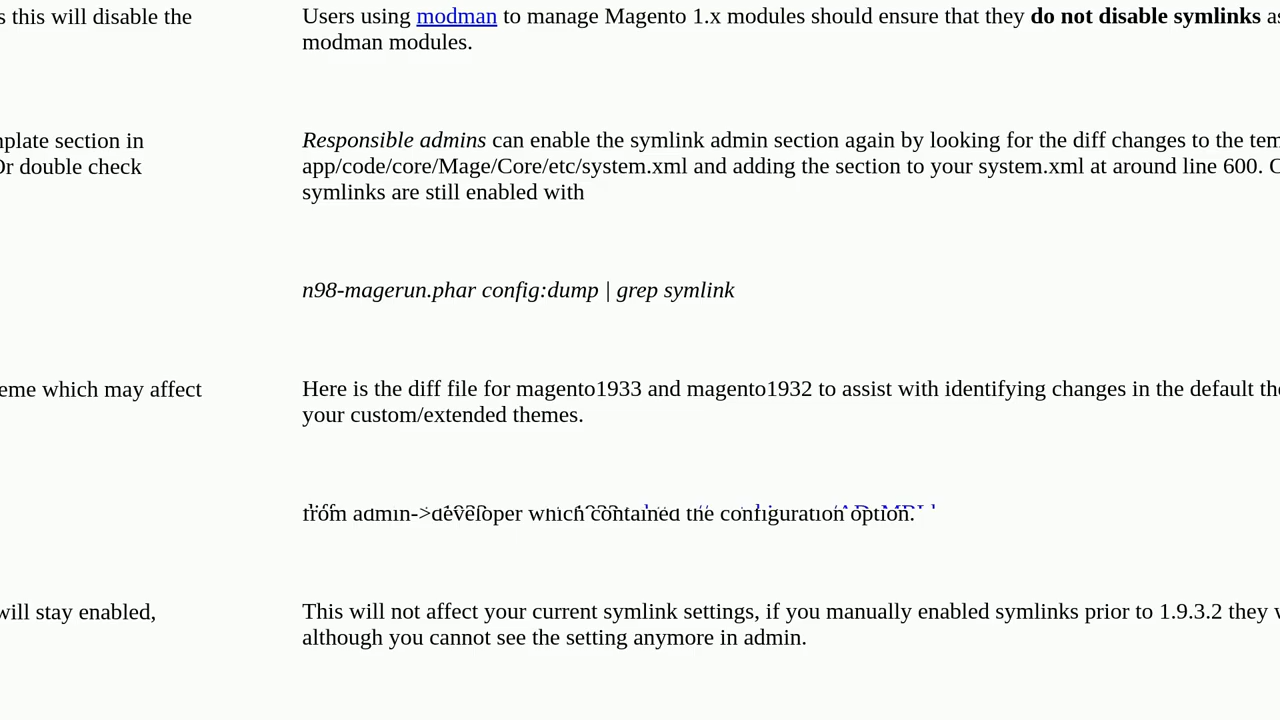 s this will disable the
Users using modman to manage Magento 1.x modules should ensure that they do not disable symlinks as
modman modules.
nplate section in
Responsible admins can enable the symlink admin section again by looking for the diff changes to the tem
Or double check
app/code/core/Mage/Core/etc/system.xml and adding the section to your system.xml at around line 600. O
symlinks are still enabled with
n98-magerun.phar config:dump | grep symlink
eme which may affect
Here is the diff file for magento1933 and magento1932 to assist with identifying changes in the default the
your custom/extended themes.
from admin->developer which contained the configuration option.
will stay enabled,
This will not affect your current symlink settings, if you manually enabled symlinks prior to 1.9.3.2 they w
although you cannot see the setting anymore in admin.